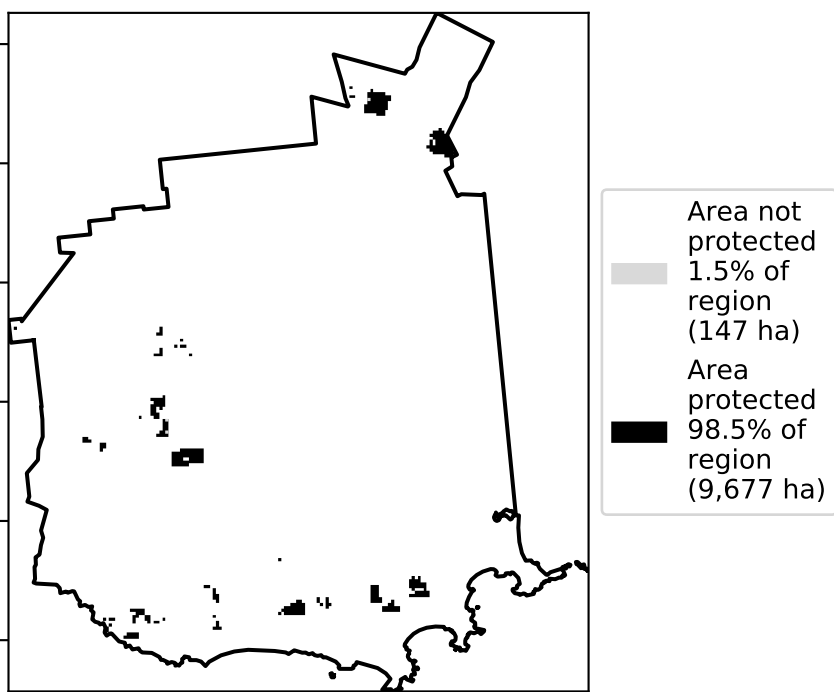 Area not
protected
1.5% of
region
(147 ha)
Area
protected
98.5% of
region
(9,677 ha)